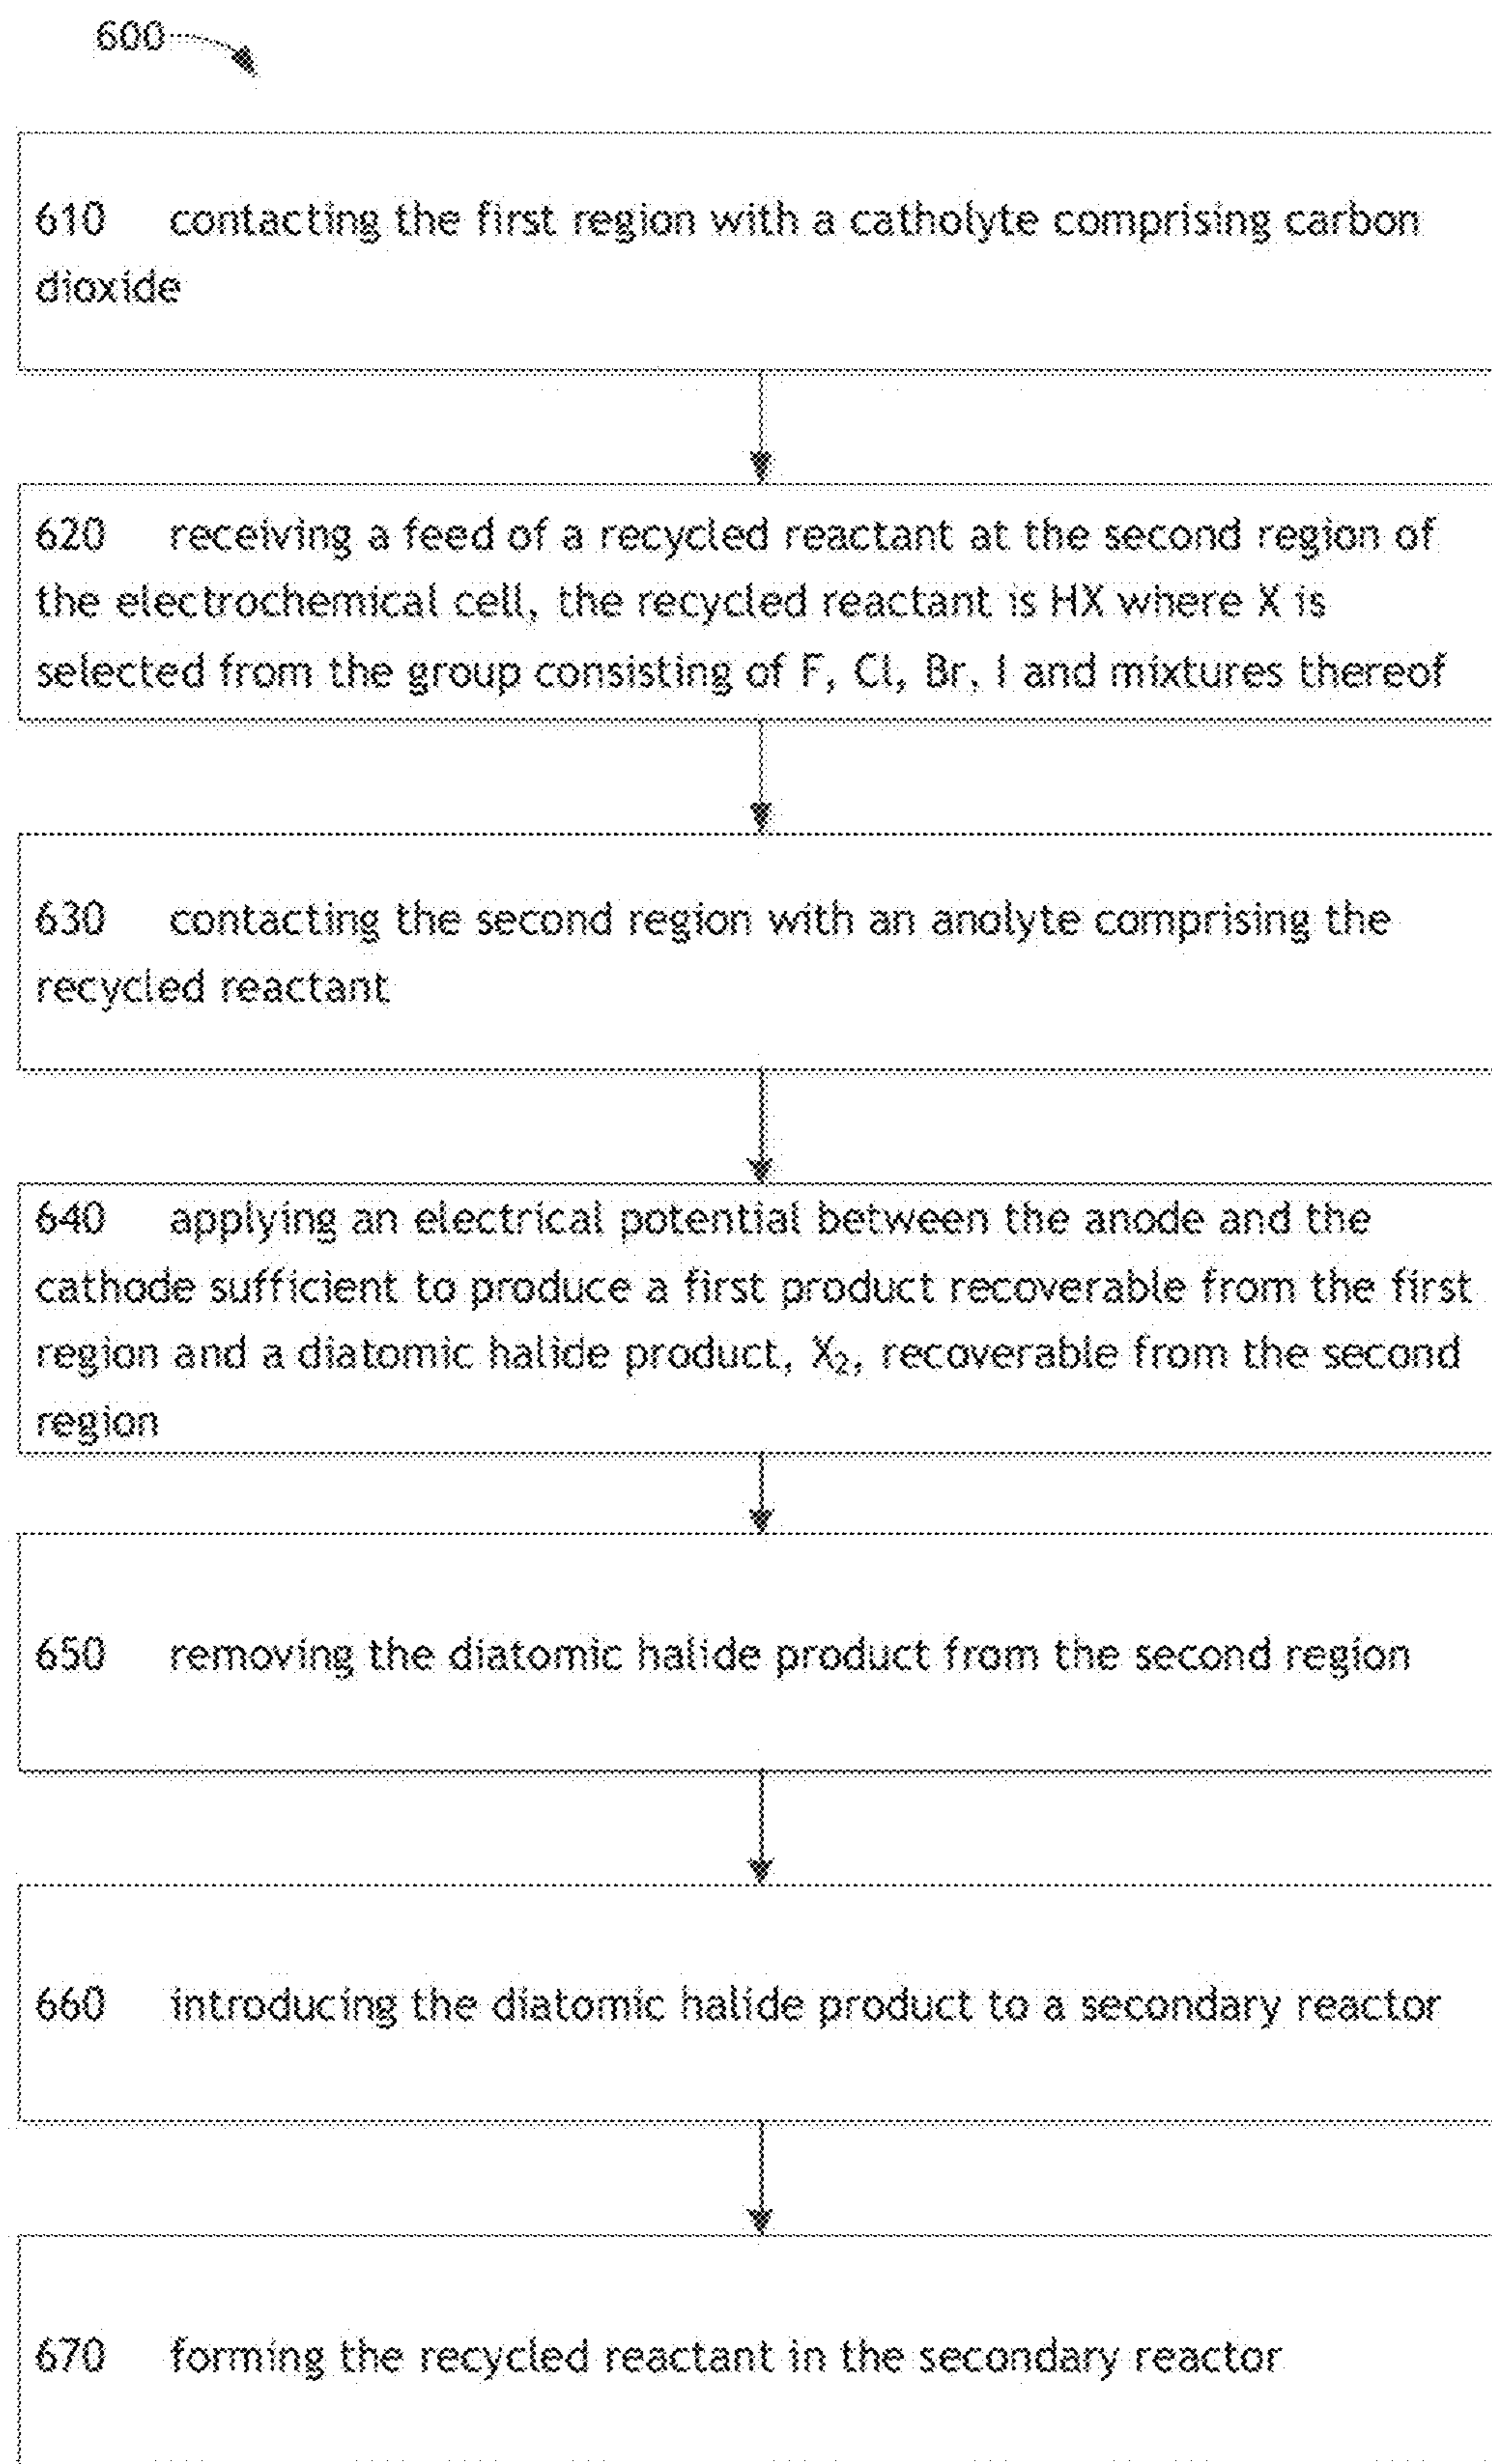 600
610 contacting the first region with a catholyte comprising carbon
dioxide
620 receiving a feed of a recycled reactant at the second region of
the electrochemical cell, the recycled reactant is HX where X is
selected from the group consisting of F, Cl, Br, I and mixtures thereof
630 contacting the second region with an anolyte comprising the
recycled reactant
640 applying an electrical potential between the anode and the
cathode sufficient to produce a first product recoverable from the first
region and a diatomic halide product, X₂, recoverable from the second
region
650 removing the diatomic halide product from the second region
660 introducing the diatomic halide product to a secondary reactor
670 forming the recycled reactant in the secondary reactor